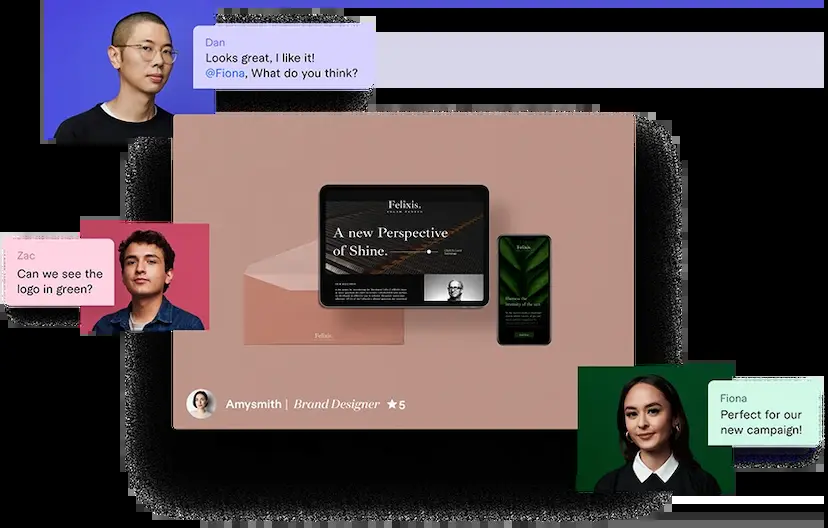 Dan
Looks great, I like it!
@Fiona, What do you think?
Felixis.
A new Perspective
of Shine.
Zac
Can we see the
logo in green?
Felixis.
Felixis.
Amysmith | Brand Designer ★ 5
Fiona
Perfect for our
new campaign!